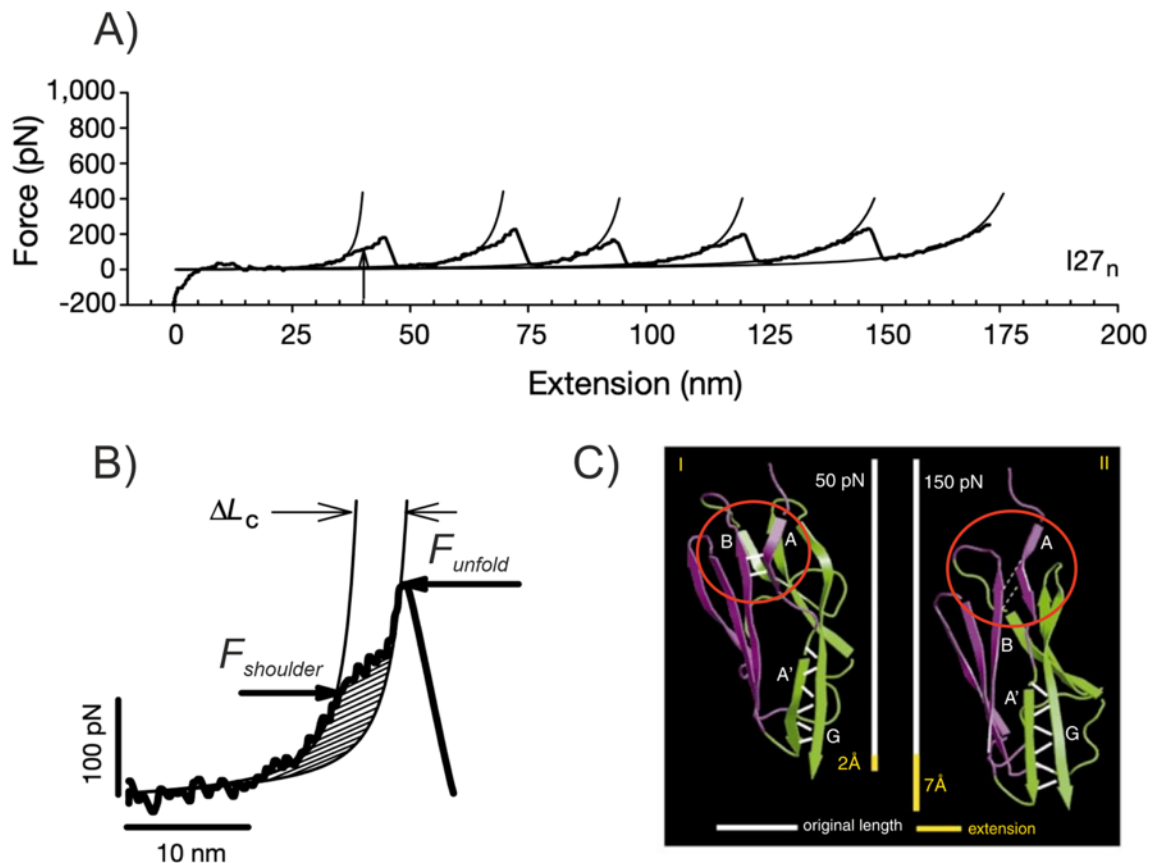 A)
1,000
800
600
400
200
0
-200
Force (pN)
0 25 50 75 100 125 150 175 200
Extension (nm)
I27n
B)
ΔLc
Funfold
Fshoulder
100 pN
10 nm
C)
I
50 pN
150 pN
II
B
A
A'
G
2Å
A
B
A'
G
7Å
original length
extension